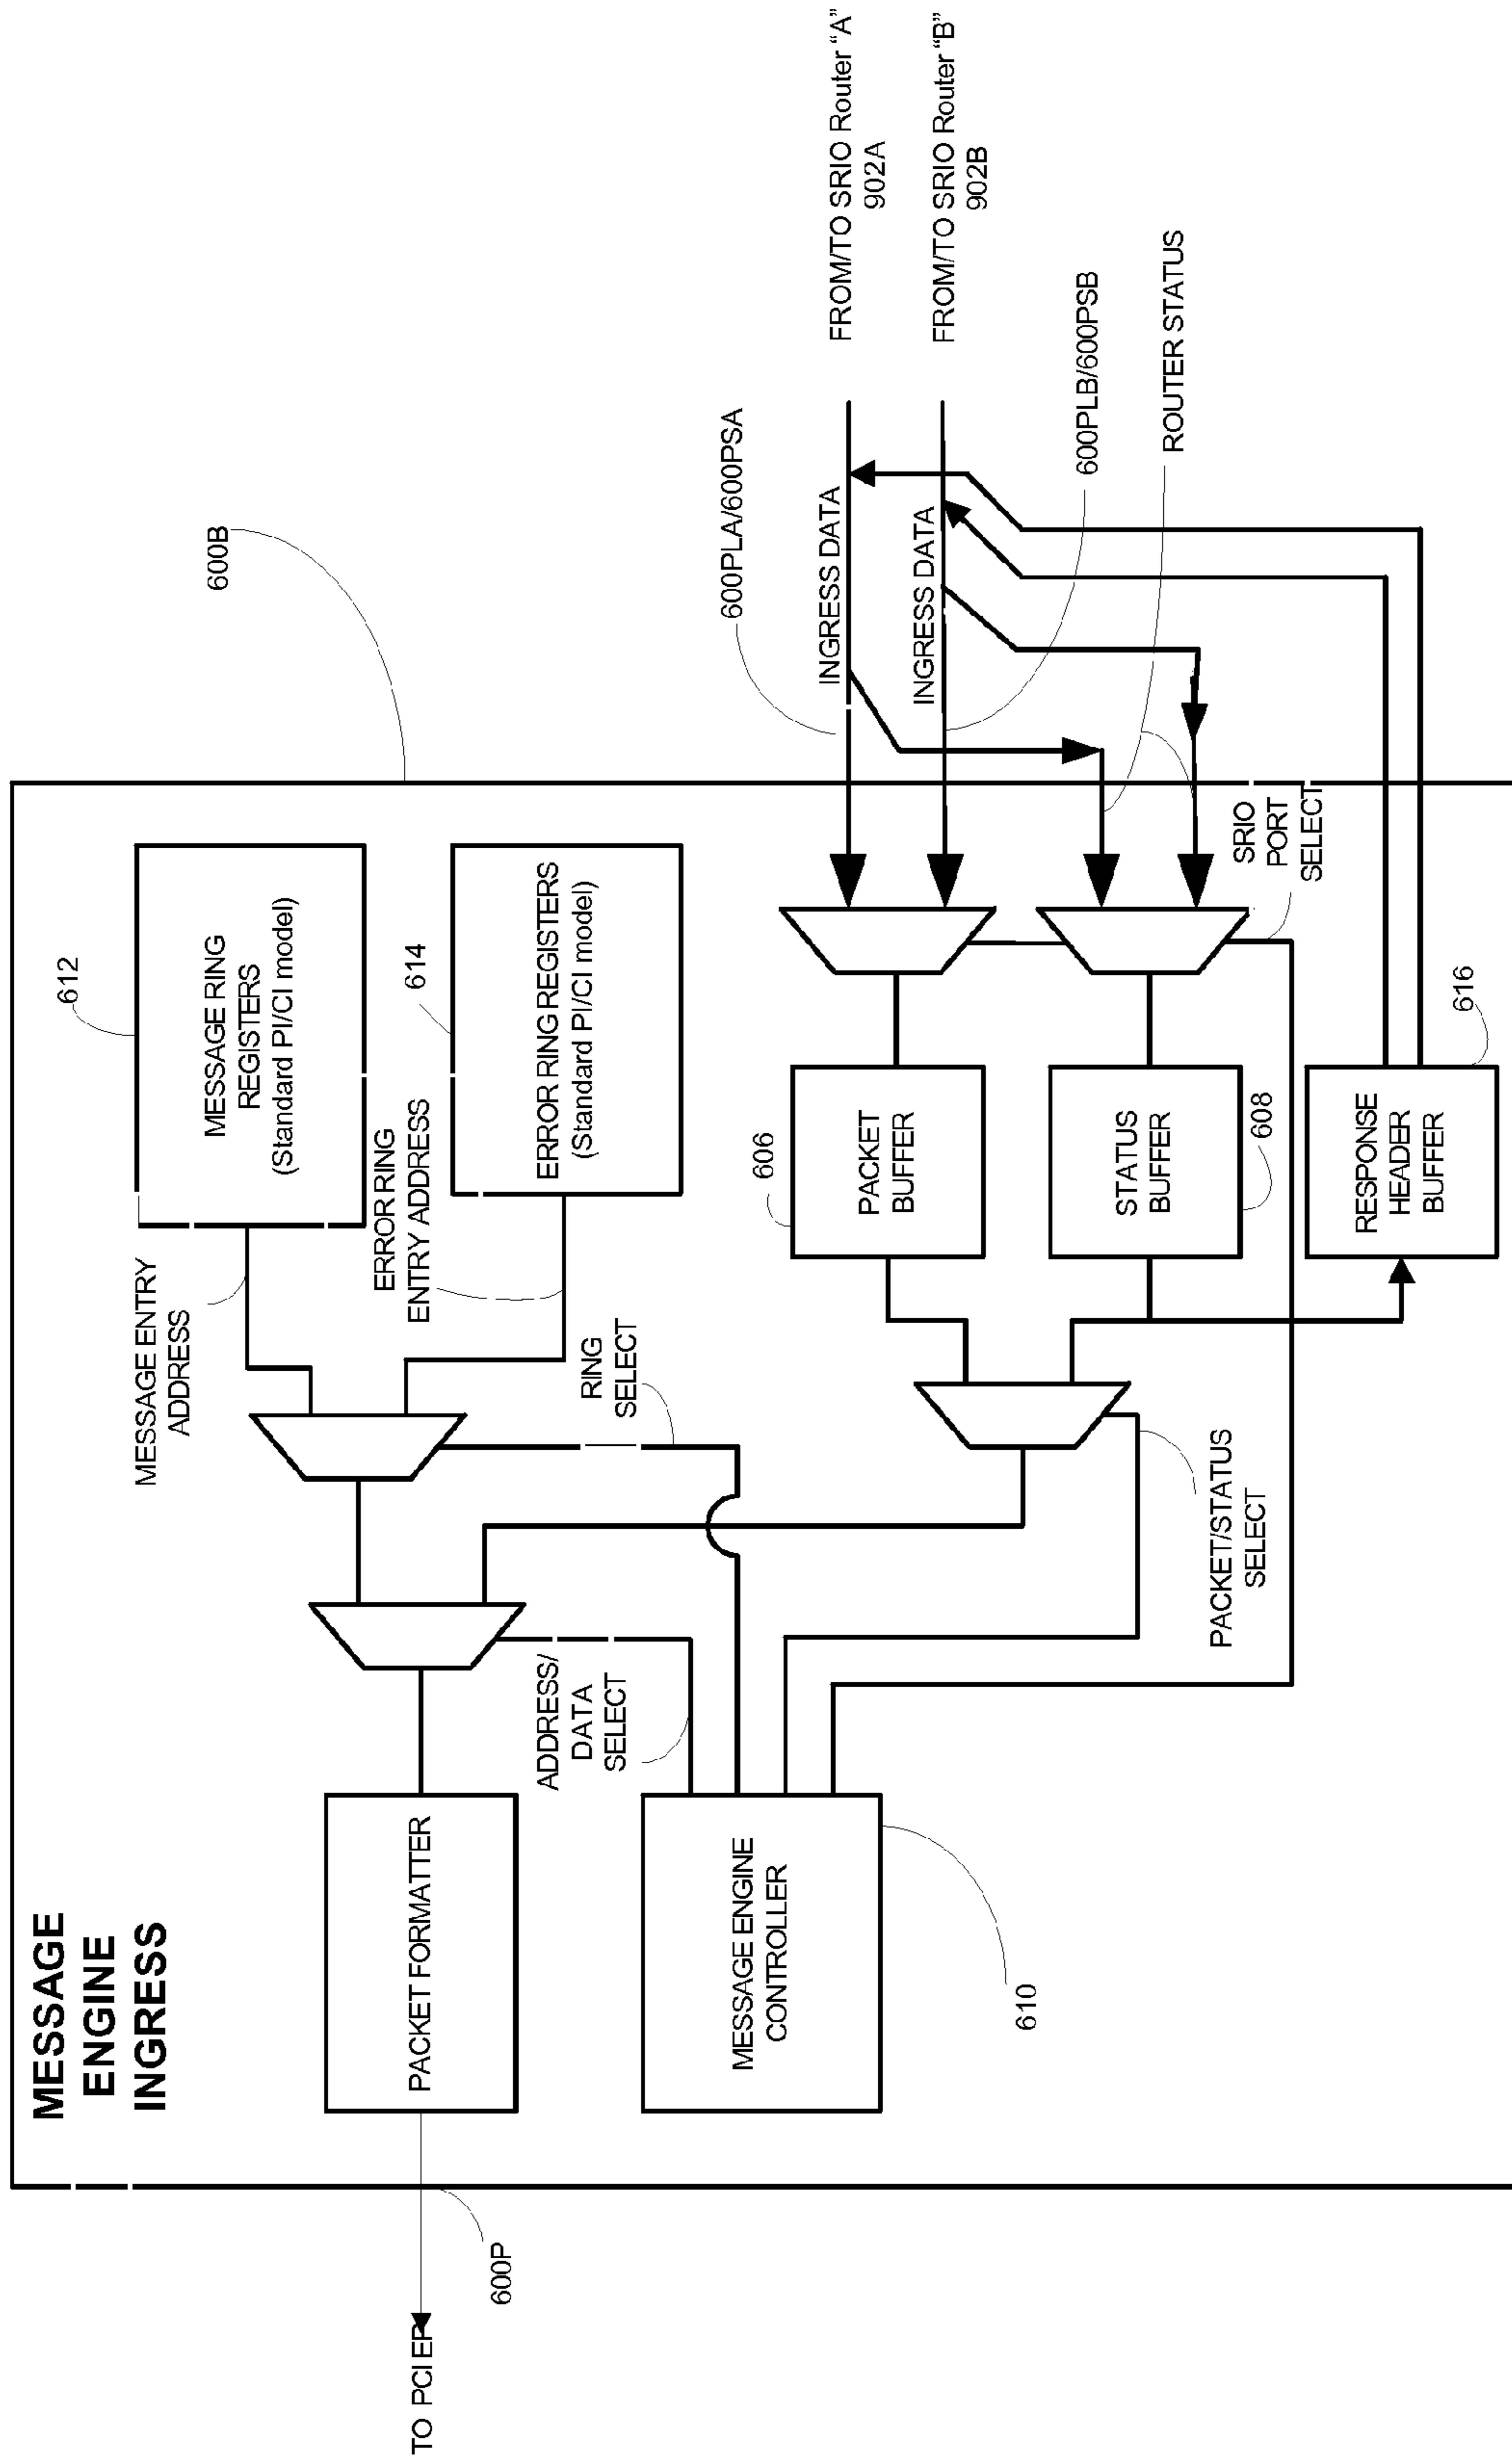 MESSAGE
ENGINE
INGRESS
600B
612
MESSAGE RING
REGISTERS
(Standard PI/CI model)
MESSAGE ENTRY
ADDRESS
614
ERROR RING REGISTERS
(Standard PI/CI model)
ERROR RING
ENTRY ADDRESS
RING
SELECT
ADDRESS/
DATA
SELECT
PACKET FORMATTER
TO PCI EP
600P
MESSAGE ENGINE
CONTROLLER
610
606
PACKET
BUFFER
STATUS
BUFFER
608
RESPONSE
HEADER
BUFFER
616
PACKET/STATUS
SELECT
SRIO
PORT
SELECT
600PLA/600PSA
INGRESS DATA
INGRESS DATA
600PLB/600PSB
ROUTER STATUS
FROM/TO SRIO Router “A”
902A
FROM/TO SRIO Router “B”
902B